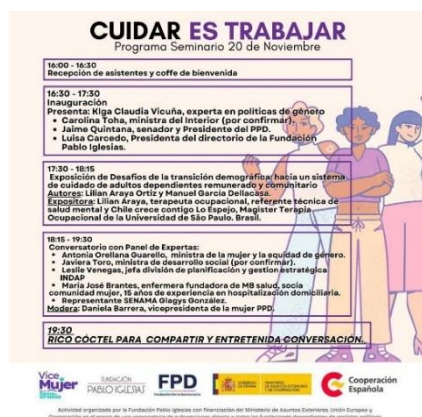 CUIDAR ES TRABAJAR
Programa Seminario 20 de Noviembre
16:00 - 16:30
Recepción de asistentes y coffe de bienvenida
16:30 - 17:30
Inauguración
Presenta: Klga Claudia Vicuña, experta en políticas de género
• Carolina Toha, ministra del Interior (por confirmar).
• Jaime Quintana, senador y Presidente del PPD.
• Luisa Carcedo, Presidenta del directorio de la Fundación
Pablo Iglesias.
17:30 - 18:15
Exposición de Desafíos de la transición demográfica: hacia un sistema
de cuidado de adultos dependientes remunerado y comunitario
Autores: Lilian Araya Ortiz y Manuel García Dellacasa.
Expositora: Lilian Araya, terapeuta ocupacional, referente técnica de
salud mental y Chile crece contigo Lo Espejo, Magister Terapia
Ocupacional de la Universidad de São Paulo. Brasil.
18:15 - 19:30
Conversatorio con Panel de Expertas:
• Antonia Orellana Guarello, ministra de la mujer y la equidad de género.
• Javiera Toro, ministra de desarrollo social (por confirmar).
• Leslie Venegas, jefa división de planificación y gestion estratégica
INDAP
• María José Brantes, enfermera fundadora de MB salud, socia
comunidad mujer, 15 años de experiencia en hospitalización domiciliaria.
• Representante SENAMA Glagys González.
Modera: Daniela Barrera, vicepresidenta de la mujer PPD.
19:30
RICO CÓCTEL PARA COMPARTIR Y ENTRETENIDA CONVERSACIÓN.
Vice
Mujer
FUNDACIÓN
PABLO IGLESIAS
FPD
GOBIERNO
DE ESPAÑA
MINISTERIO
DE ASUNTOS EXTERIORES
Cooperación
Española
Actividad organizada por la Fundación Pablo Iglesias con financiación del Ministerio de Asuntos Exteriores, Unión Europea y